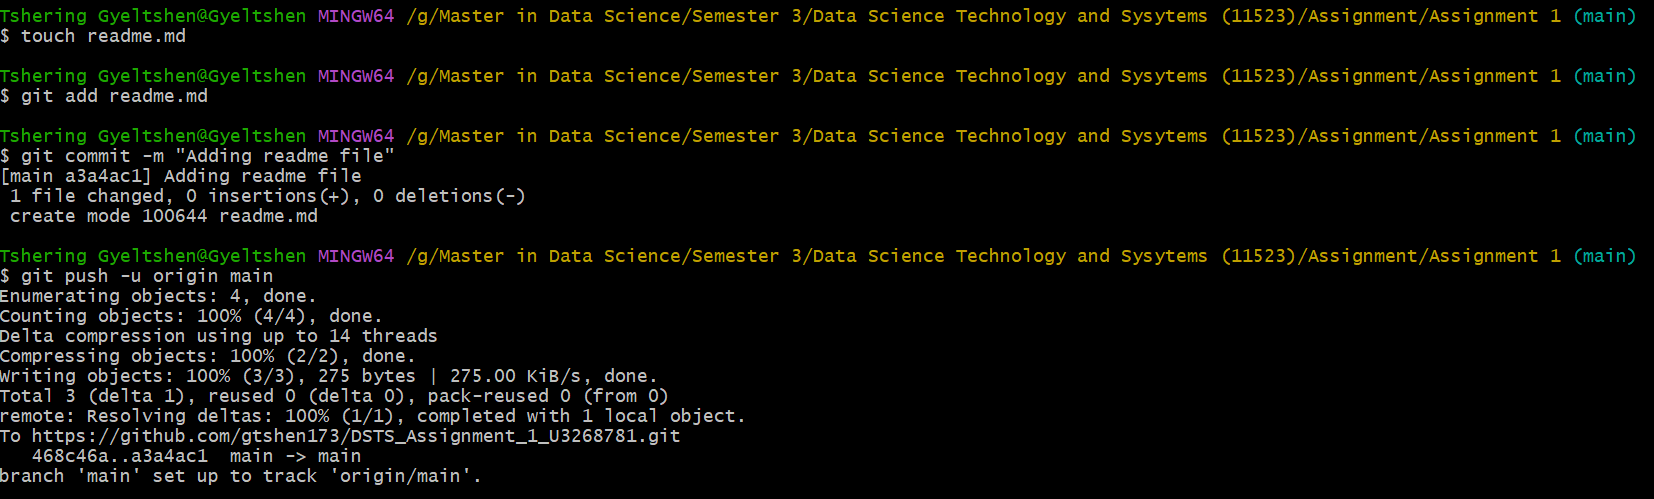 Tshering Gyeltshen@Gyeltshen MINGW64 /g/Master in Data Science/Semester 3/Data Science Technology and Sysytems (11523)/Assignment/Assignment 1 (main)
$ touch readme.md
Tshering Gyeltshen@Gyeltshen MINGW64 /g/Master in Data Science/Semester 3/Data Science Technology and Sysytems (11523)/Assignment/Assignment 1 (main)
$ git add readme.md
Tshering Gyeltshen@Gyeltshen MINGW64 /g/Master in Data Science/Semester 3/Data Science Technology and Sysytems (11523)/Assignment/Assignment 1 (main)
$ git commit -m "Adding readme file"
[main a3a4ac1] Adding readme file
 1 file changed, 0 insertions(+), 0 deletions(-)
 create mode 100644 readme.md
Tshering Gyeltshen@Gyeltshen MINGW64 /g/Master in Data Science/Semester 3/Data Science Technology and Sysytems (11523)/Assignment/Assignment 1 (main)
$ git push -u origin main
Enumerating objects: 4, done.
Counting objects: 100% (4/4), done.
Delta compression using up to 14 threads
Compressing objects: 100% (2/2), done.
Writing objects: 100% (3/3), 275 bytes | 275.00 KiB/s, done.
Total 3 (delta 1), reused 0 (delta 0), pack-reused 0 (from 0)
remote: Resolving deltas: 100% (1/1), completed with 1 local object.
To https://github.com/gtshen173/DSTS_Assignment_1_U3268781.git
   468c46a..a3a4ac1  main -> main
branch 'main' set up to track 'origin/main'.